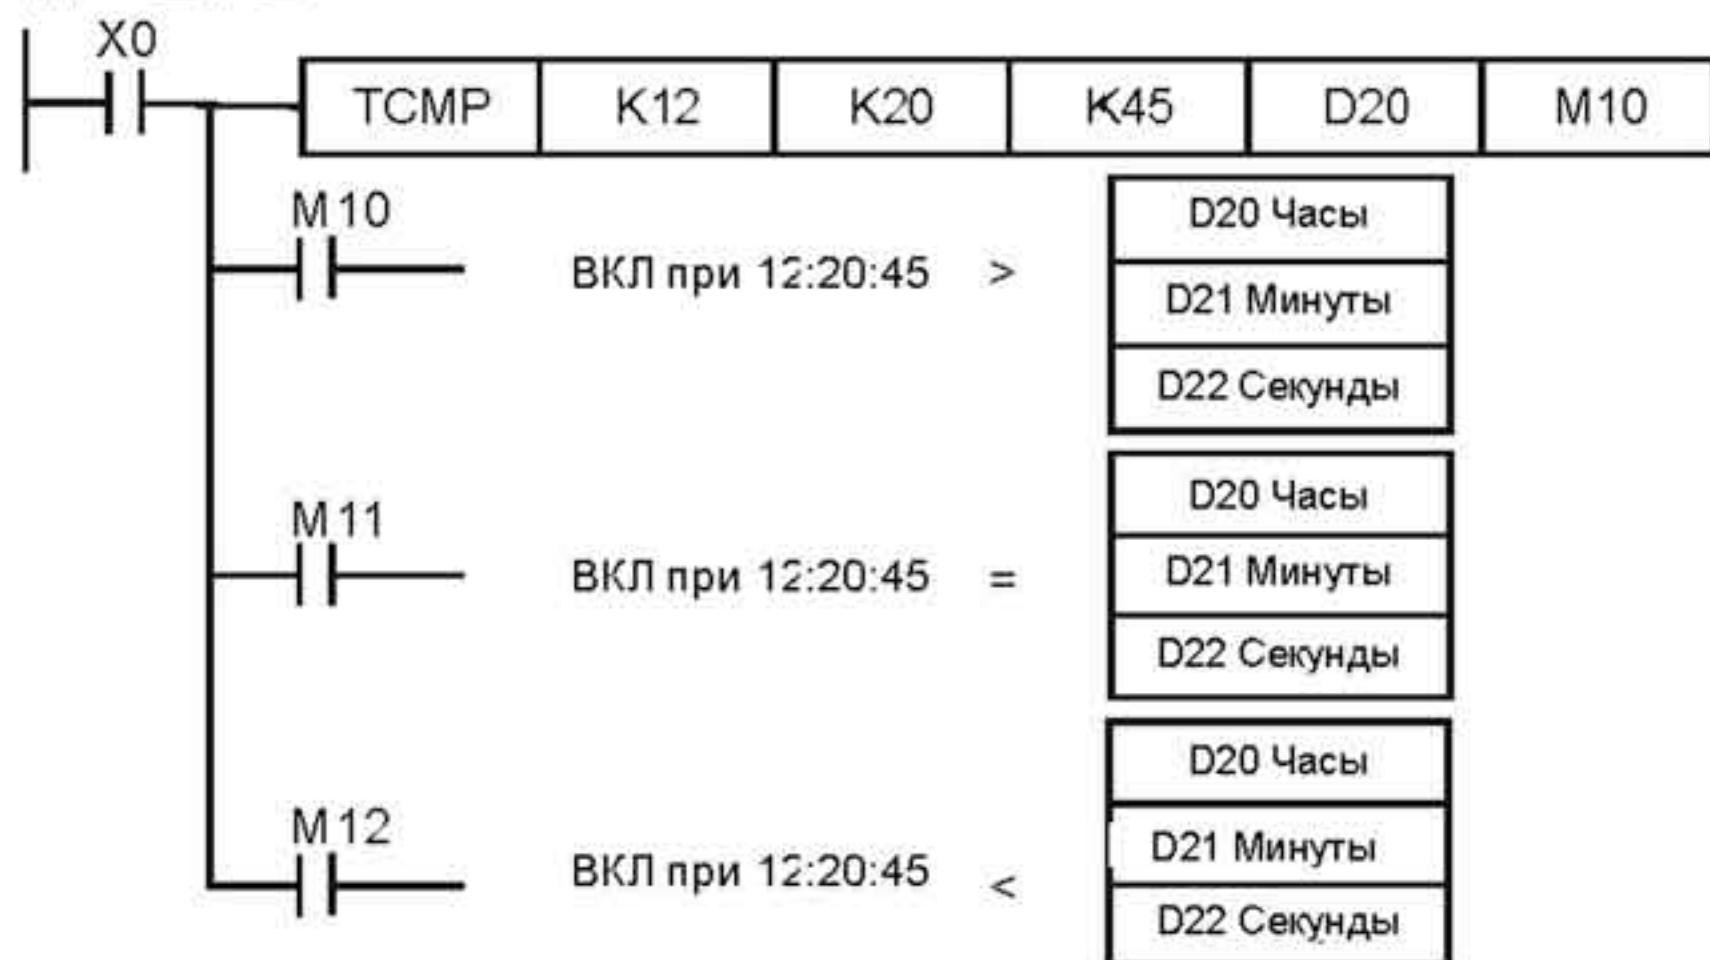 X0
TCMP K12 K20 K45 D20 M10
M10
ВКЛ при 12:20:45 >
D20 Часы
D21 Минуты
D22 Секунды
M11
ВКЛ при 12:20:45 =
D20 Часы
D21 Минуты
D22 Секунды
M12
ВКЛ при 12:20:45 <
D20 Часы
D21 Минуты
D22 Секунды